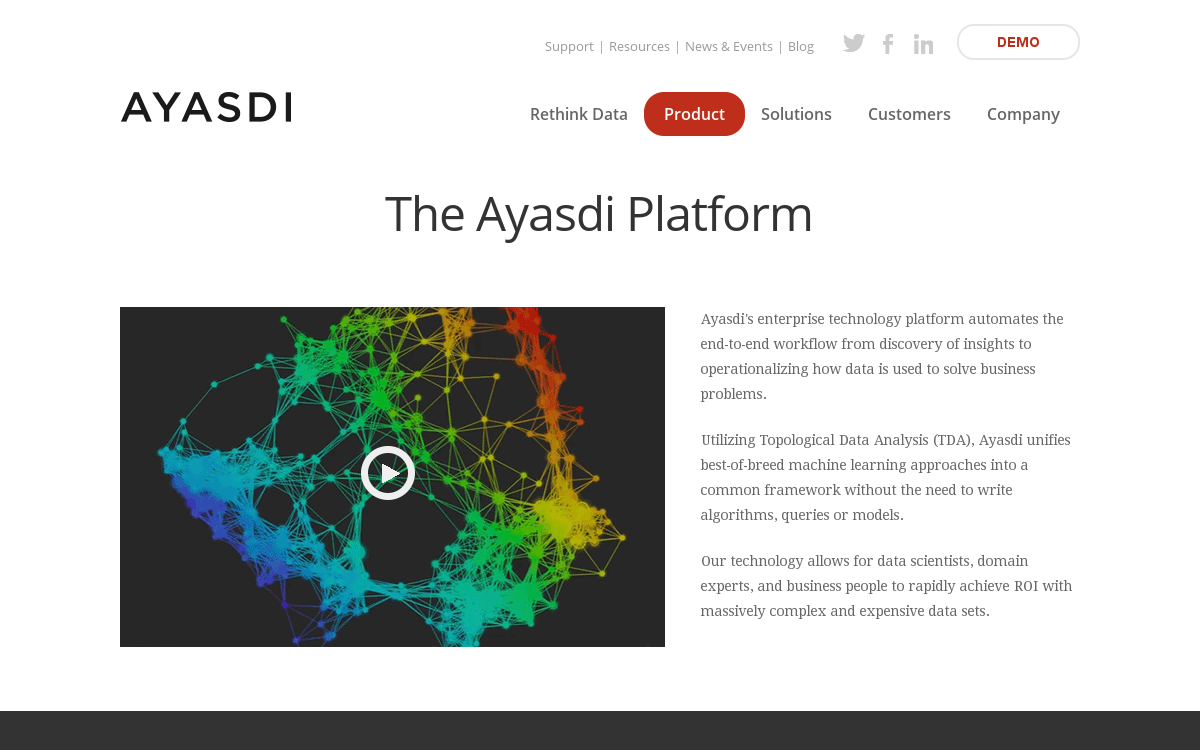 Support | Resources | News & Events | Blog
DEMO
AYASDI
Rethink Data Product Solutions Customers Company
The Ayasdi Platform
Ayasdi's enterprise technology platform automates the
end-to-end workflow from discovery of insights to
operationalizing how data is used to solve business
problems.
Utilizing Topological Data Analysis (TDA), Ayasdi unifies
best-of-breed machine learning approaches into a
common framework without the need to write
algorithms, queries or models.
Our technology allows for data scientists, domain
experts, and business people to rapidly achieve ROI with
massively complex and expensive data sets.